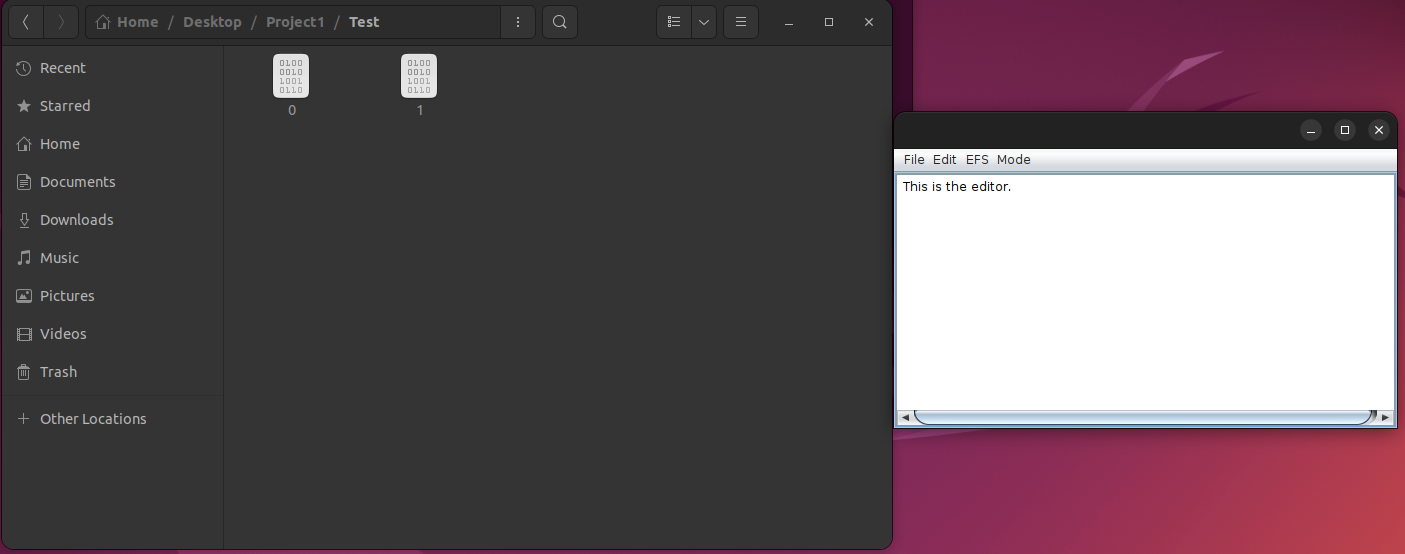 Home / Desktop / Project1 / Test
Recent
Starred
Home
Documents
Downloads
Music
Pictures
Videos
Trash
Other Locations
0100
0010
1001
0110
0
0100
0010
1001
0110
1
File Edit EFS Mode
This is the editor.